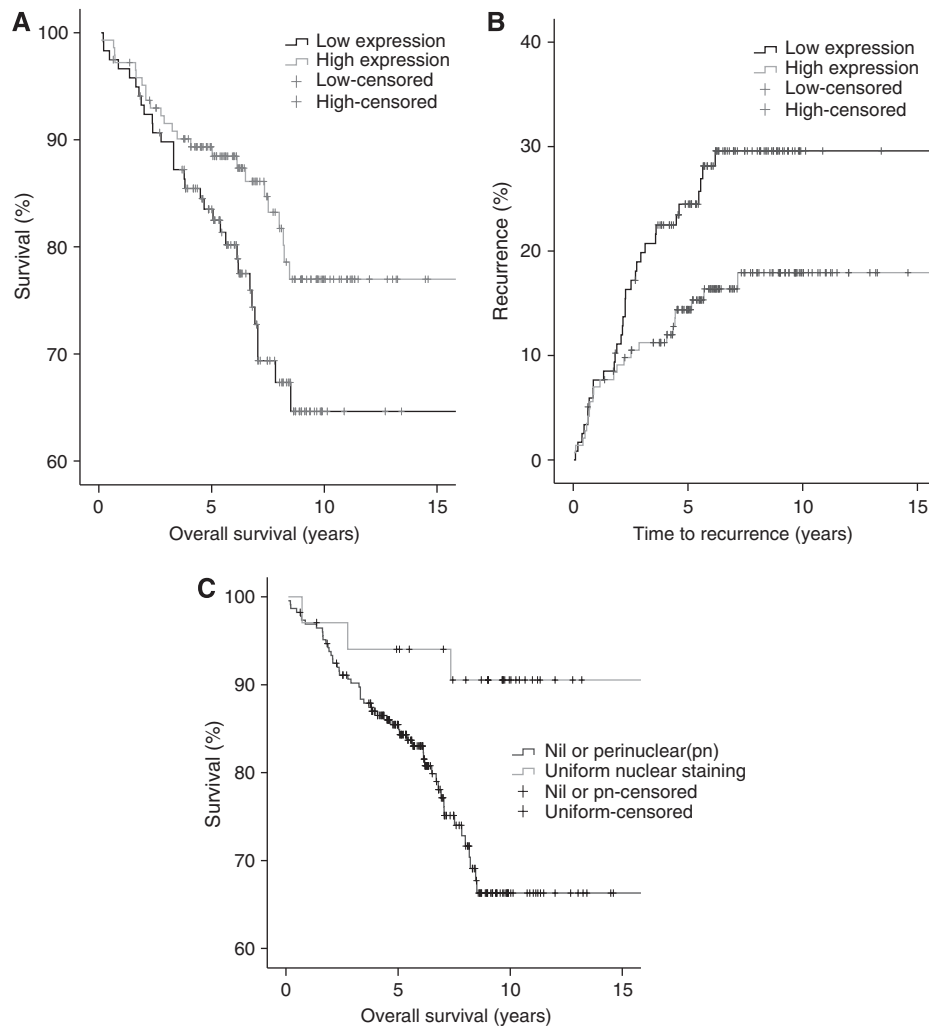 A
100
90
80
70
60
Survival (%)
0 5 10 15
Overall survival (years)
Low expression
High expression
Low-censored
High-censored
B
40
30
20
10
0
Recurrence (%)
0 5 10 15
Time to recurrence (years)
Low expression
High expression
Low-censored
High-censored
C
100
90
80
70
60
Survival (%)
0 5 10 15
Overall survival (years)
Nil or perinuclear(pn)
Uniform nuclear staining
Nil or pn-censored
Uniform-censored